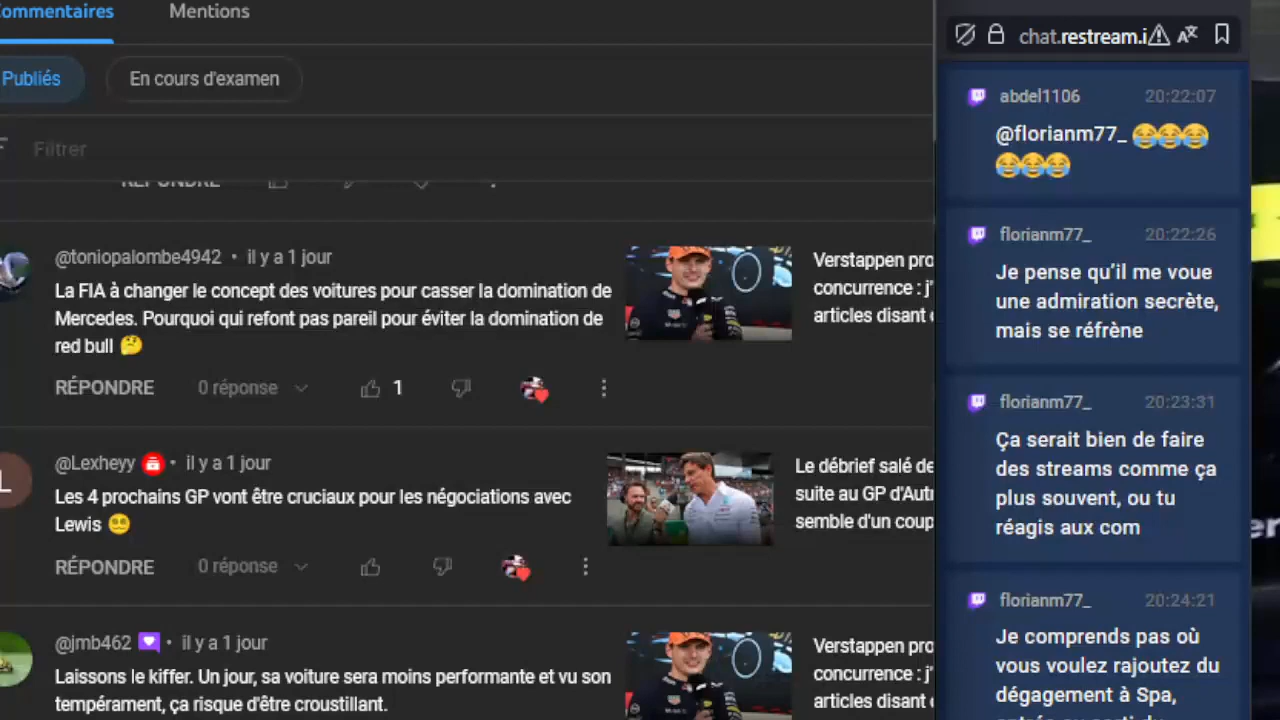 Commentaires
Mentions
Publiés
En cours d'examen
Filtrer
RÉPONDRE
@toniopalombe4942 • il y a 1 jour
La FIA à changer le concept des voitures pour casser la domination de
Mercedes. Pourquoi qui refont pas pareil pour éviter la domination de
red bull 🤔
RÉPONDRE 0 réponse 1
Verstappen pro
concurrence : j'
articles disant d
L
@Lexheyy • il y a 1 jour
Les 4 prochains GP vont être cruciaux pour les négociations avec
Lewis 😵‍💫
RÉPONDRE 0 réponse
Le débrief salé de
suite au GP d'Aut
semble d'un coup
@jmb462 • il y a 1 jour
Laissons le kiffer. Un jour, sa voiture sera moins performante et vu son
tempérament, ça risque d'être croustillant.
Verstappen pro
concurrence : j'
articles disant d
chat.restream.i
abdel1106 20:22:07
@florianm77_ 😂😂😂
😂😂😂
florianm77_ 20:22:26
Je pense qu'il me voue
une admiration secrète,
mais se réfrène
florianm77_ 20:23:31
Ça serait bien de faire
des streams comme ça
plus souvent, ou tu
réagis aux com
florianm77_ 20:24:21
Je comprends pas où
vous voulez rajoutez du
dégagement à Spa,
er